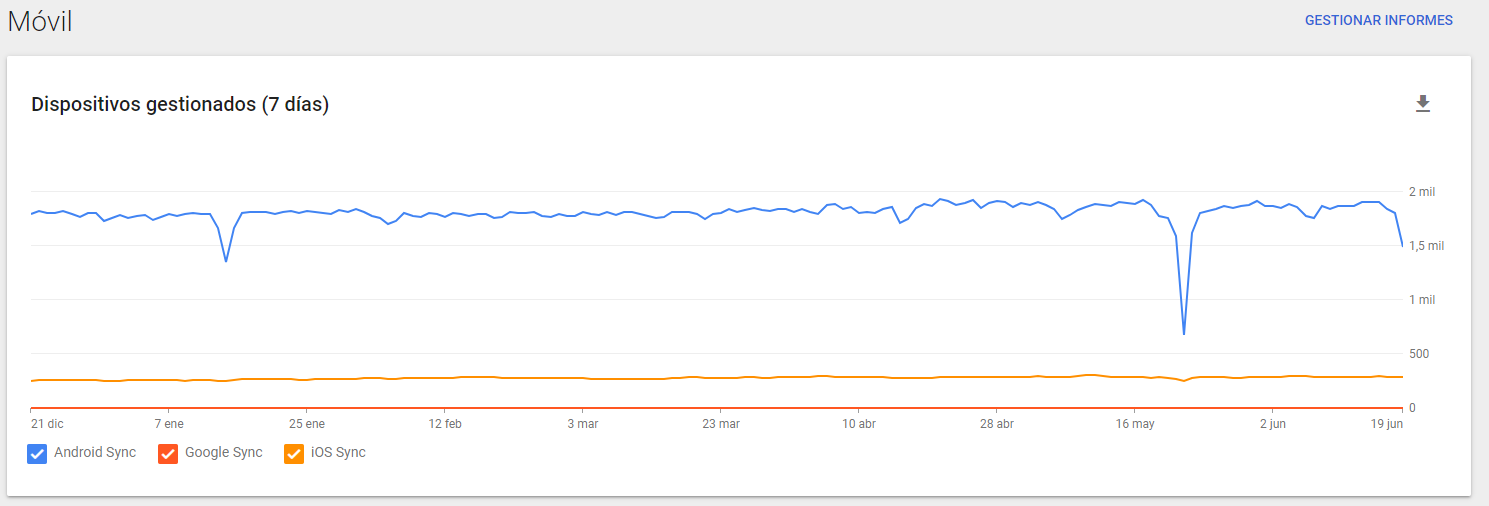 Móvil
GESTIONAR INFORMES
Dispositivos gestionados (7 días)
2 mil
1,5 mil
1 mil
500
0
21 dic 7 ene 25 ene 12 feb 3 mar 23 mar 10 abr 28 abr 16 may 2 jun 19 jun
Android Sync Google Sync iOS Sync